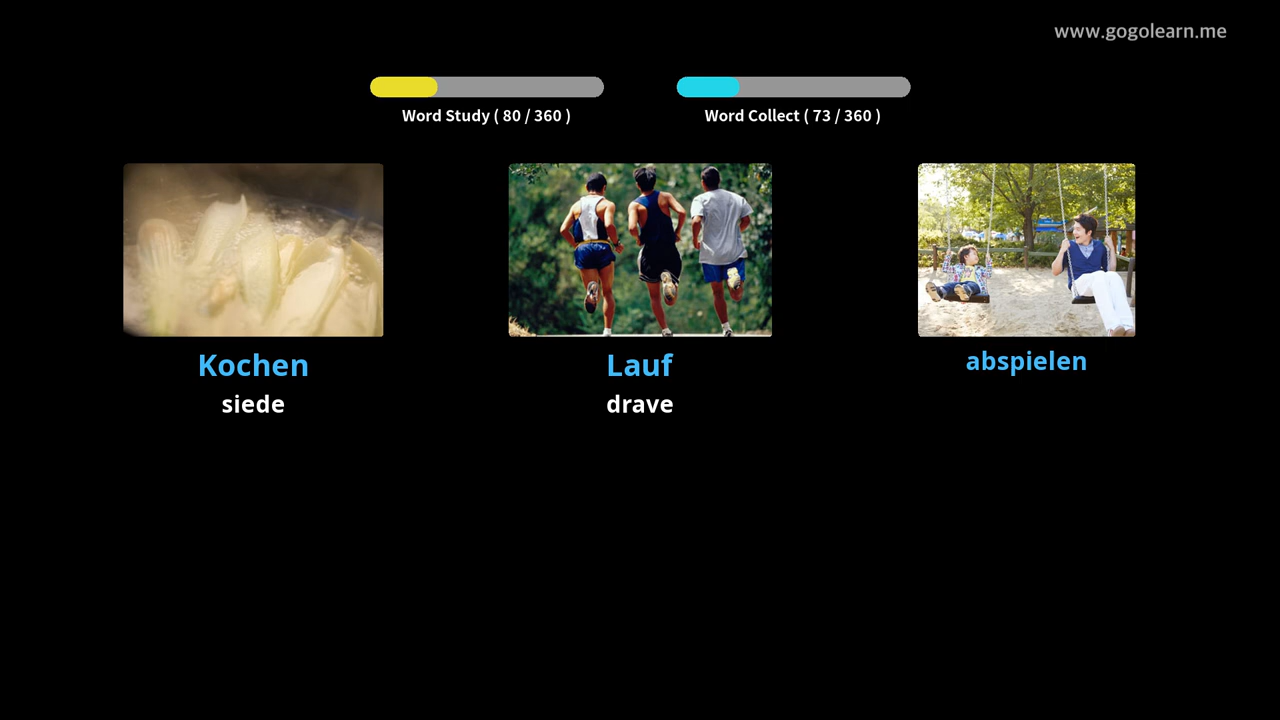 www.gogolearn.me
Word Study ( 80 / 360 )
Word Collect ( 73 / 360 )
Kochen
siede
Lauf
drave
abspielen